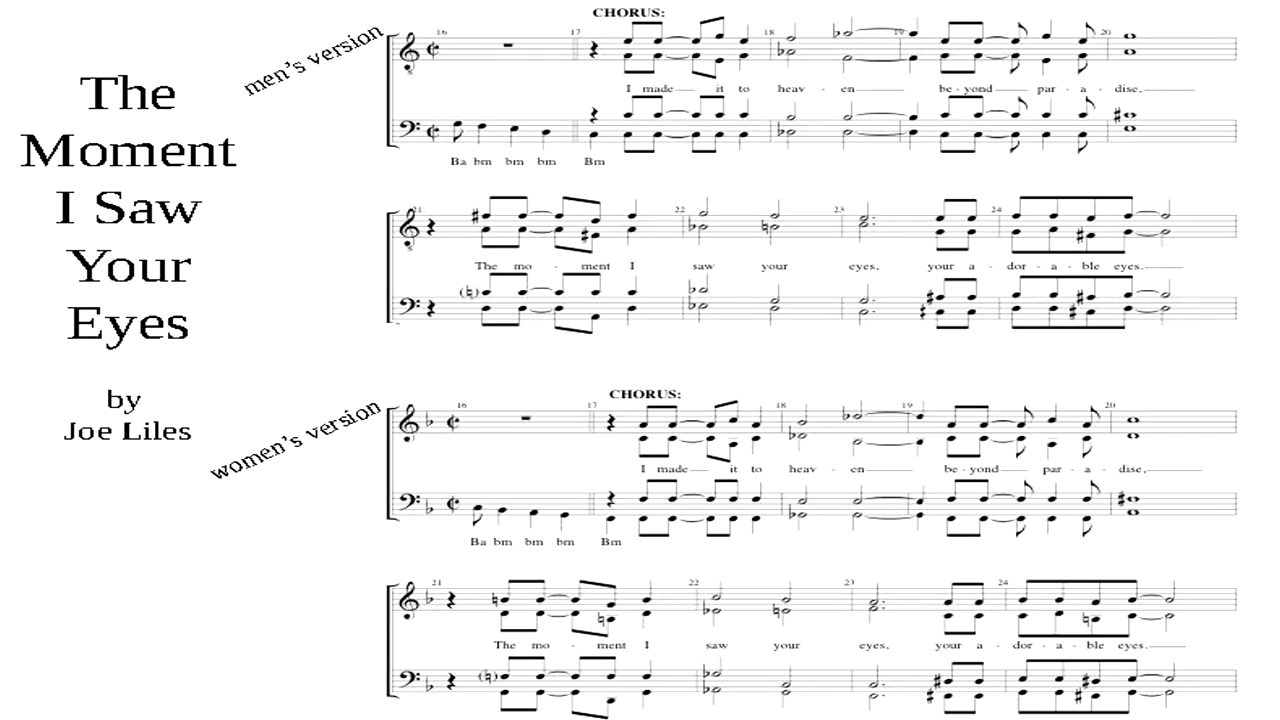 The
Moment
I Saw
Your
Eyes
by
Joe Liles
men's version
CHORUS:
16 17 18 19 20
I made it to heav - en be - yond par - a - dise,
Ba bm bm bm Bm
21 22 23 24
The mo - ment I saw your eyes, your a - dor - a - ble eyes.
women's version
CHORUS:
16 17 18 19 20
I made it to heav - en be - yond par - a - dise,
Ba bm bm bm Bm
21 22 23 24
The mo - ment I saw your eyes, your a - dor - a - ble eyes.